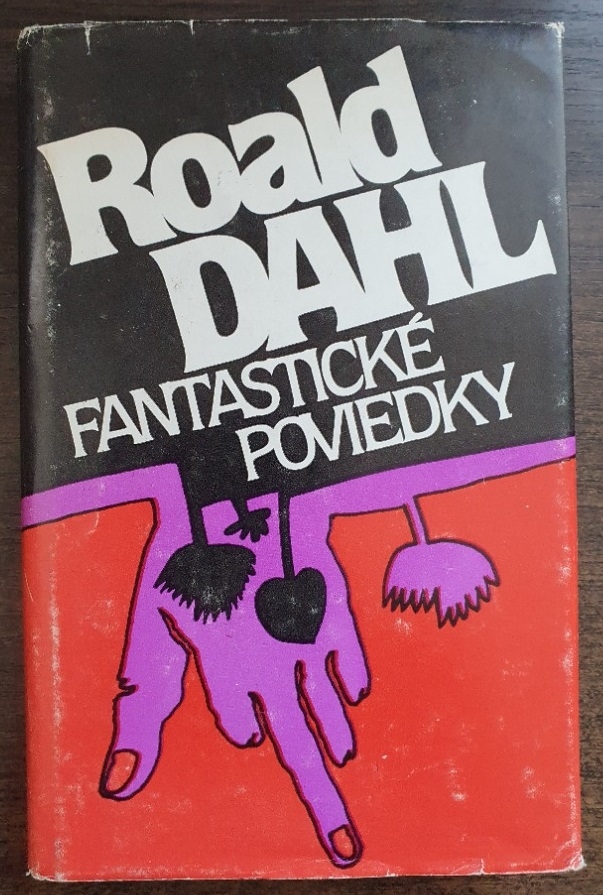 Roald
DAHL
FANTASTICKÉ
POVIEDKY